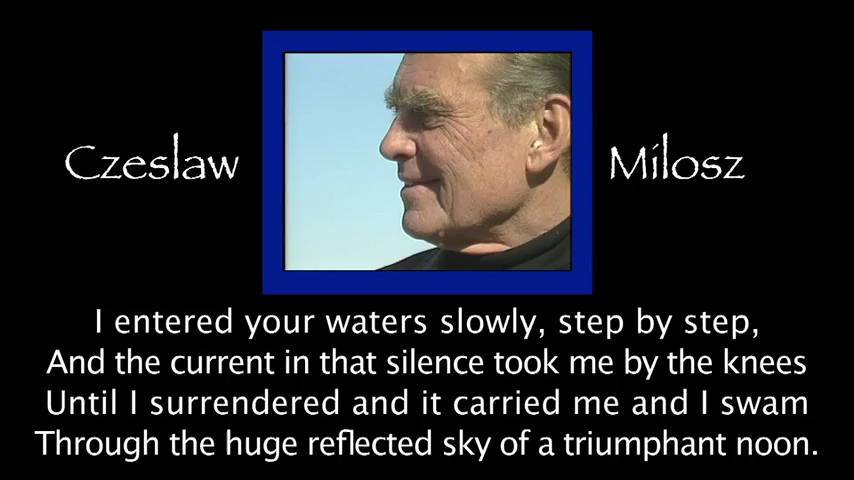 Czeslaw Milosz
I entered your waters slowly, step by step,
And the current in that silence took me by the knees
Until I surrendered and it carried me and I swam
Through the huge reflected sky of a triumphant noon.